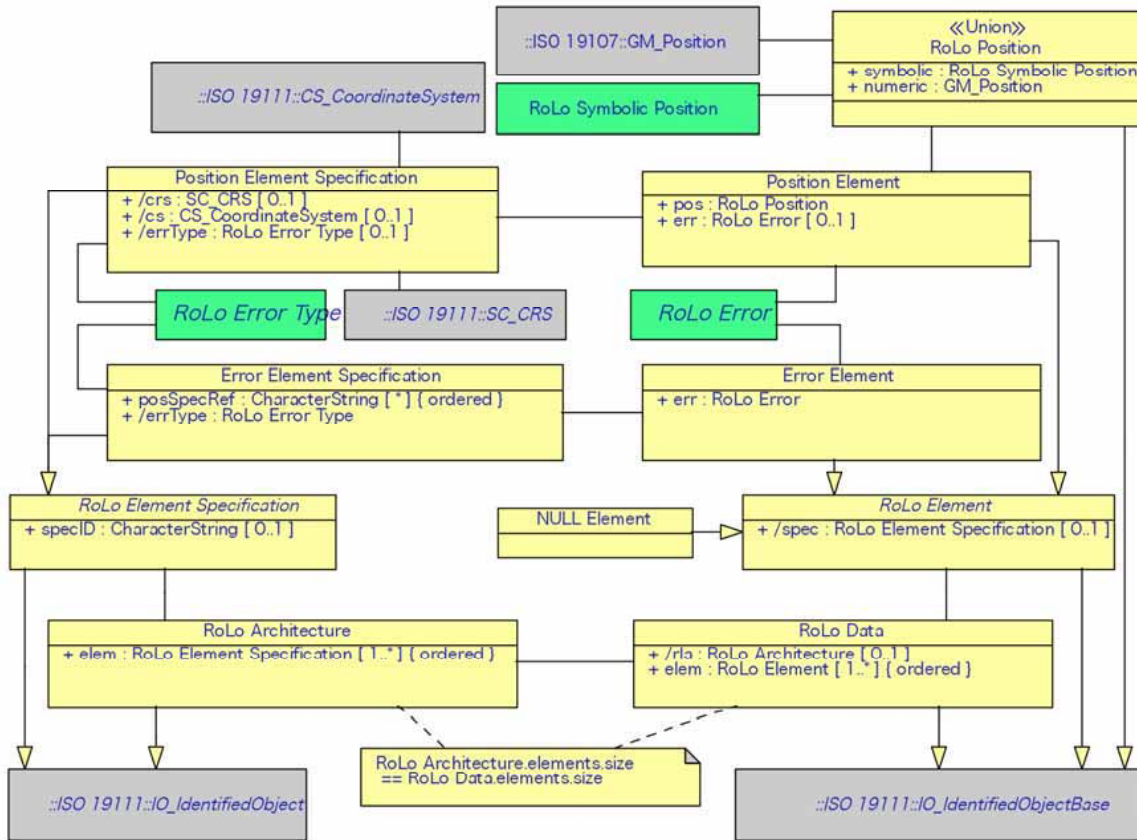 ::ISO 19107::GM_Position
«Union»
RoLo Position
+ symbolic : RoLo Symbolic Position
+ numeric : GM_Position
::ISO 19111::CS_CoordinateSystem
RoLo Symbolic Position
Position Element Specification
+ /crs : SC_CRS [ 0..1 ]
+ /cs : CS_CoordinateSystem [ 0..1 ]
+ /errType : RoLo Error Type [ 0..1 ]
Position Element
+ pos : RoLo Position
+ err : RoLo Error [ 0..1 ]
RoLo Error Type
::ISO 19111::SC_CRS
RoLo Error
Error Element Specification
+ posSpecRef : CharacterString [ * ] { ordered }
+ /errType : RoLo Error Type
Error Element
+ err : RoLo Error
RoLo Element Specification
+ specID : CharacterString [ 0..1 ]
NULL Element
RoLo Element
+ /spec : RoLo Element Specification [ 0..1 ]
RoLo Architecture
+ elem : RoLo Element Specification [ 1..* ] { ordered }
RoLo Data
+ /rla : RoLo Architecture [ 0..1 ]
+ elem : RoLo Element [ 1..* ] { ordered }
RoLo Architecture.elements.size
== RoLo Data.elements.size
::ISO 19111::IO_IdentifiedObject
::ISO 19111::IO_IdentifiedObjectBase